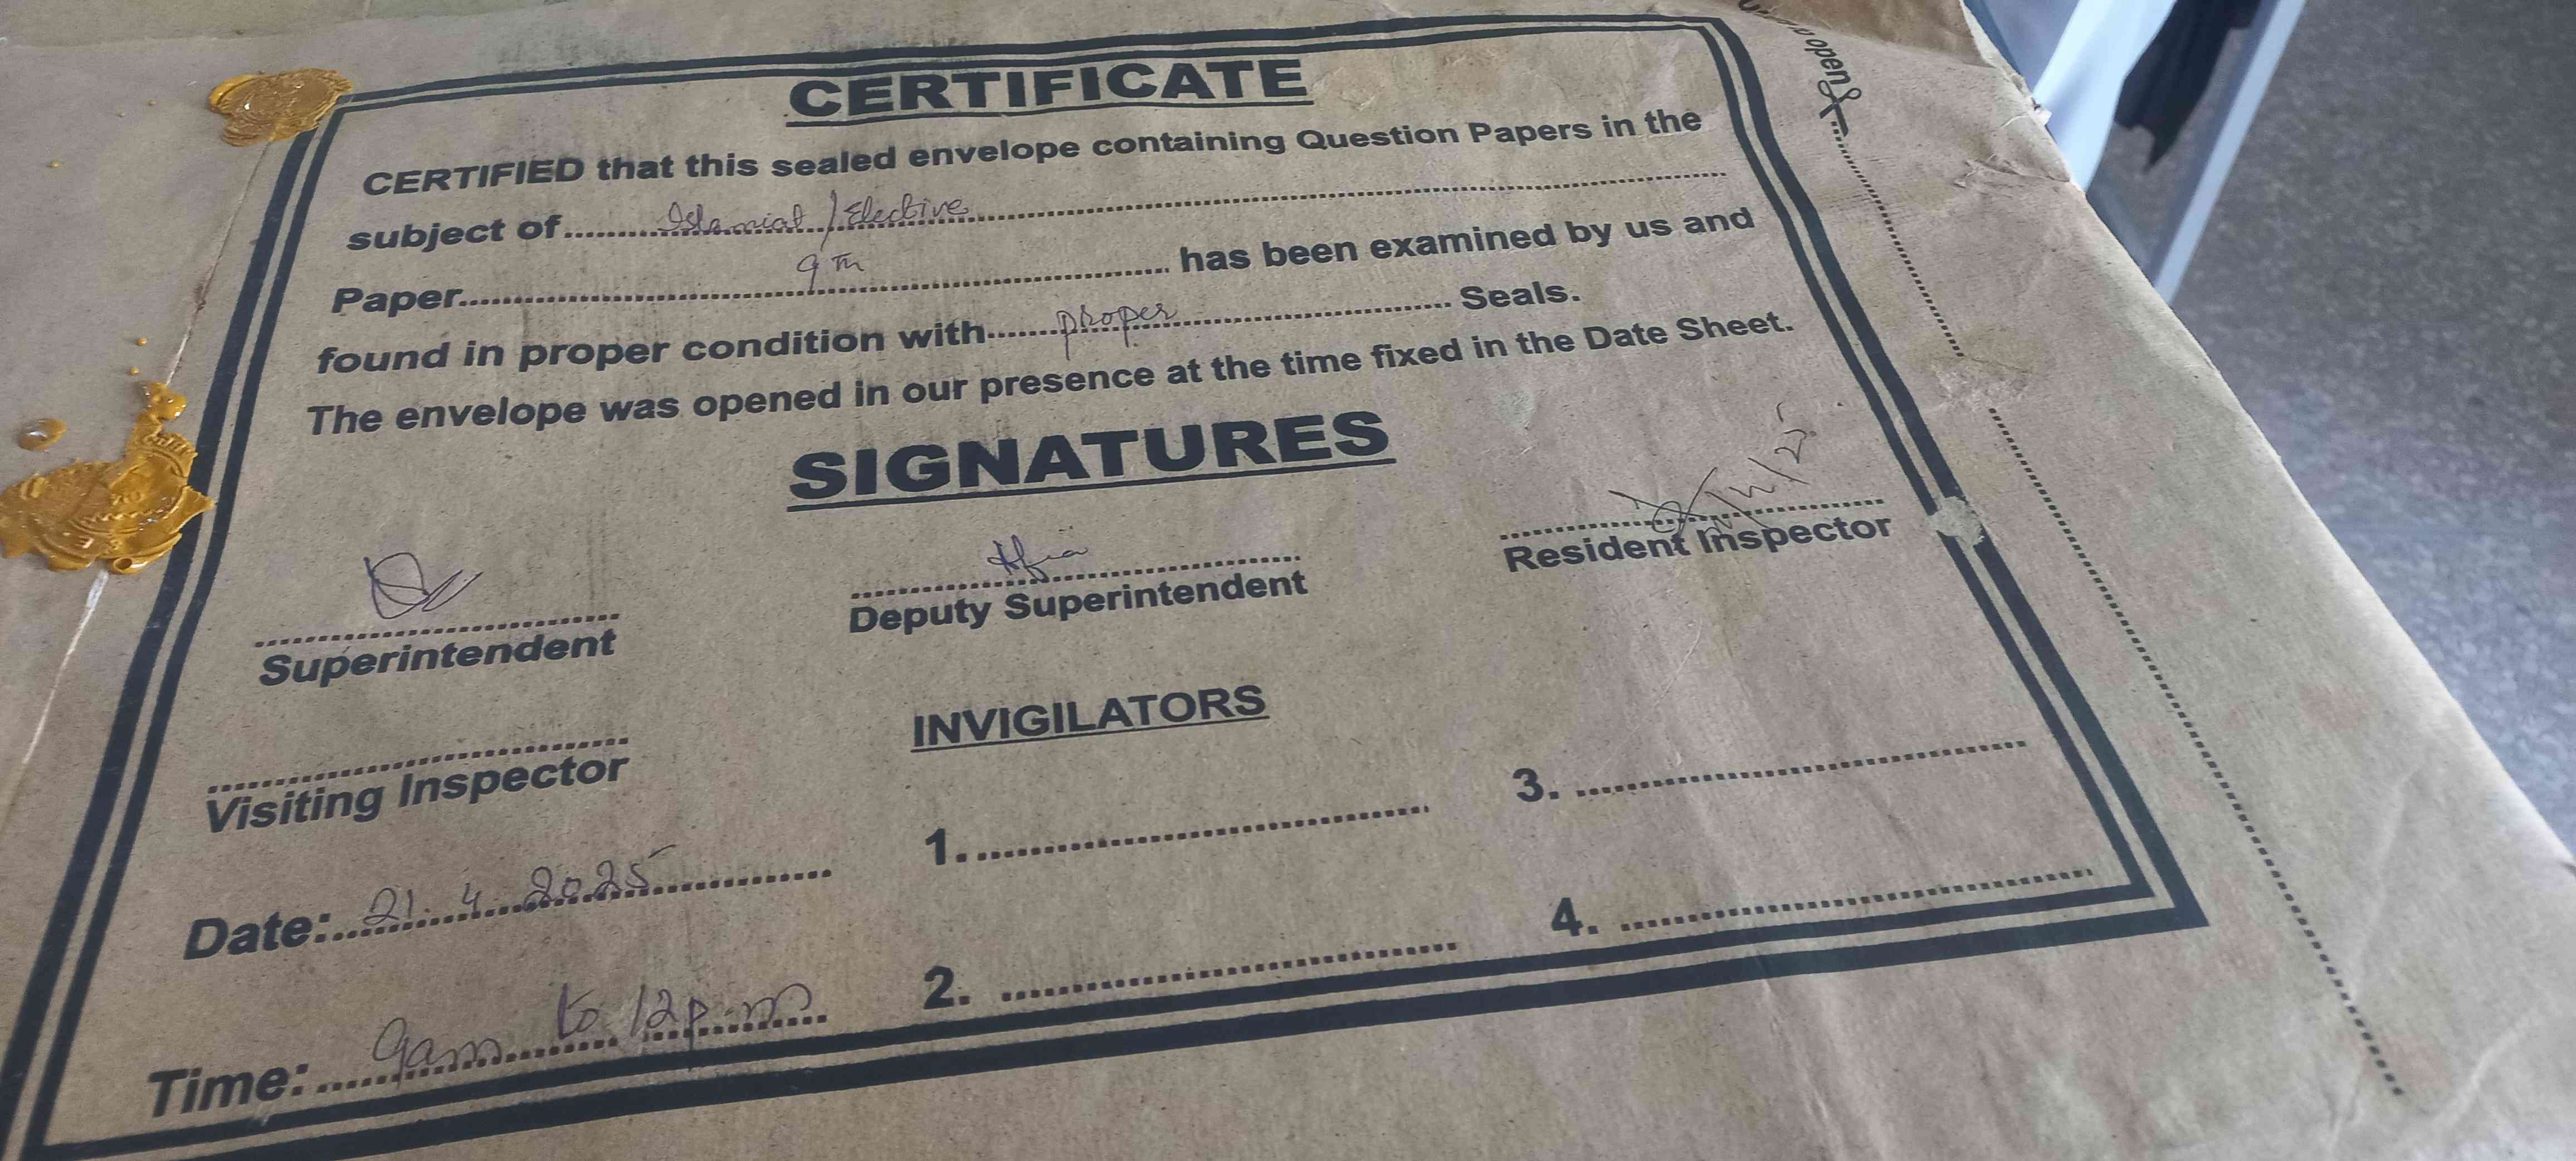 CERTIFICATE
CERTIFIED that this sealed envelope containing Question Papers in the
subject of Islamiat / Elective
Paper 9Th has been examined by us and
found in proper condition with proper Seals.
The envelope was opened in our presence at the time fixed in the Date Sheet.
SIGNATURES
Superintendent
Deputy Superintendent
Resident Inspector
Visiting Inspector
INVIGILATORS
1.
3.
Date: 21. 4. 2025
2.
4.
Time: 9am to 12p.m
open